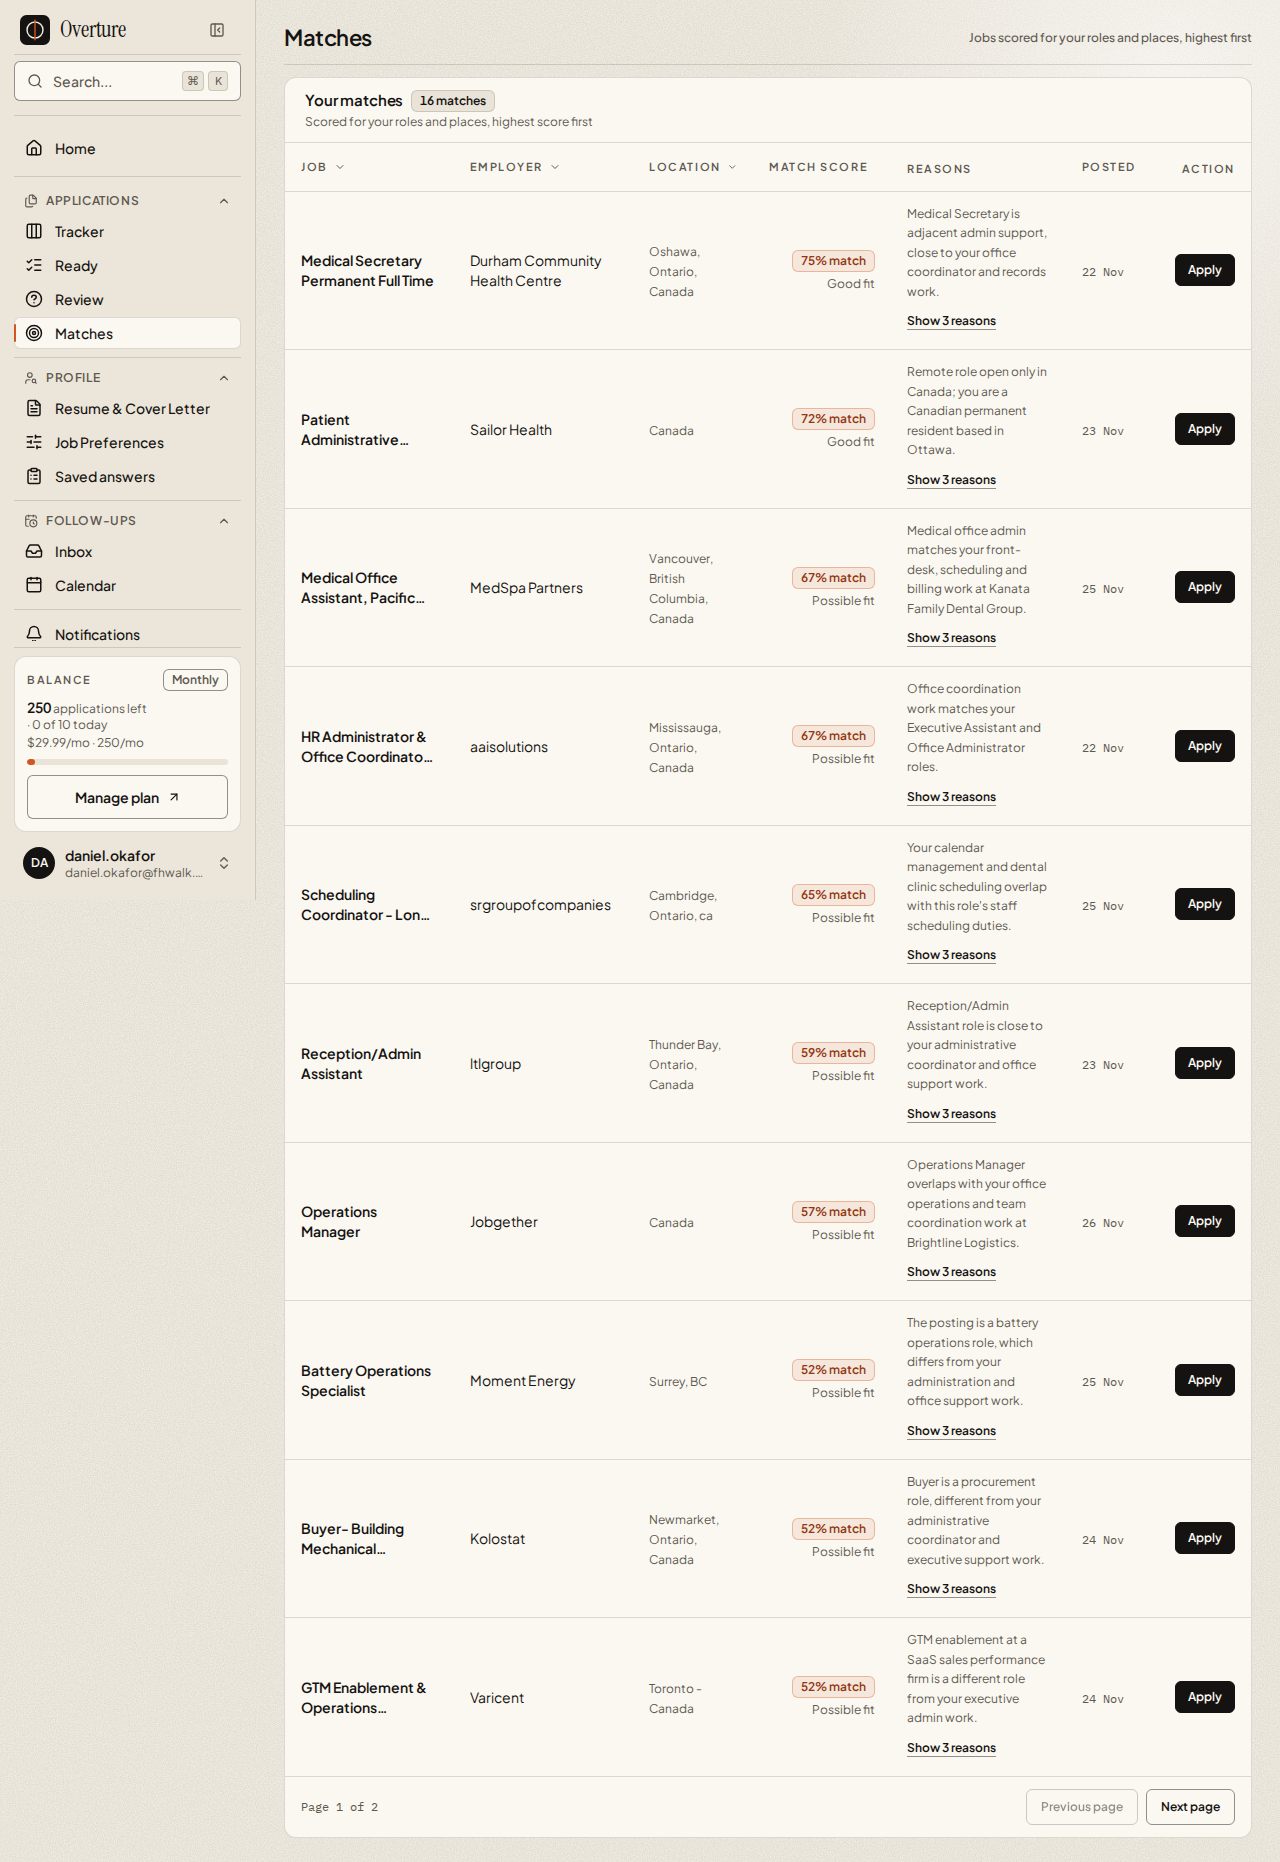 Overture
Search...
⌘ K
Home
APPLICATIONS
Tracker
Ready
Review
Matches
PROFILE
Resume & Cover Letter
Job Preferences
Saved answers
FOLLOW-UPS
Inbox
Calendar
Notifications
BALANCE
Monthly
250 applications left
· 0 of 10 today
$29.99/mo · 250/mo
Manage plan
DA
daniel.okafor
daniel.okafor@fhwalk....
Matches
Jobs scored for your roles and places, highest first
Your matches
16 matches
Scored for your roles and places, highest score first
JOB
EMPLOYER
LOCATION
MATCH SCORE
REASONS
POSTED
ACTION
Medical Secretary
Permanent Full Time
Durham Community
Health Centre
Oshawa,
Ontario,
Canada
75% match
Good fit
Medical Secretary is
adjacent admin support,
close to your office
coordinator and records
work.
Show 3 reasons
22 Nov
Apply
Patient
Administrative...
Sailor Health
Canada
72% match
Good fit
Remote role open only in
Canada; you are a
Canadian permanent
resident based in
Ottawa.
Show 3 reasons
23 Nov
Apply
Medical Office
Assistant, Pacific...
MedSpa Partners
Vancouver,
British
Columbia,
Canada
67% match
Possible fit
Medical office admin
matches your front-
desk, scheduling and
billing work at Kanata
Family Dental Group.
Show 3 reasons
25 Nov
Apply
HR Administrator &
Office Coordinato...
aaisolutions
Mississauga,
Ontario,
Canada
67% match
Possible fit
Office coordination
work matches your
Executive Assistant and
Office Administrator
roles.
Show 3 reasons
22 Nov
Apply
Scheduling
Coordinator - Lon...
srgroupofcompanies
Cambridge,
Ontario, ca
65% match
Possible fit
Your calendar
management and dental
clinic scheduling overlap
with this role's staff
scheduling duties.
Show 3 reasons
25 Nov
Apply
Reception/Admin
Assistant
ltlgroup
Thunder Bay,
Ontario,
Canada
59% match
Possible fit
Reception/Admin
Assistant role is close to
your administrative
coordinator and office
support work.
Show 3 reasons
23 Nov
Apply
Operations
Manager
Jobgether
Canada
57% match
Possible fit
Operations Manager
overlaps with your office
operations and team
coordination work at
Brightline Logistics.
Show 3 reasons
26 Nov
Apply
Battery Operations
Specialist
Moment Energy
Surrey, BC
52% match
Possible fit
The posting is a battery
operations role, which
differs from your
administration and
office support work.
Show 3 reasons
25 Nov
Apply
Buyer- Building
Mechanical...
Kolostat
Newmarket,
Ontario,
Canada
52% match
Possible fit
Buyer is a procurement
role, different from your
administrative
coordinator and
executive support work.
Show 3 reasons
24 Nov
Apply
GTM Enablement &
Operations...
Varicent
Toronto -
Canada
52% match
Possible fit
GTM enablement at a
SaaS sales performance
firm is a different role
from your executive
admin work.
Show 3 reasons
24 Nov
Apply
Page 1 of 2
Previous page
Next page